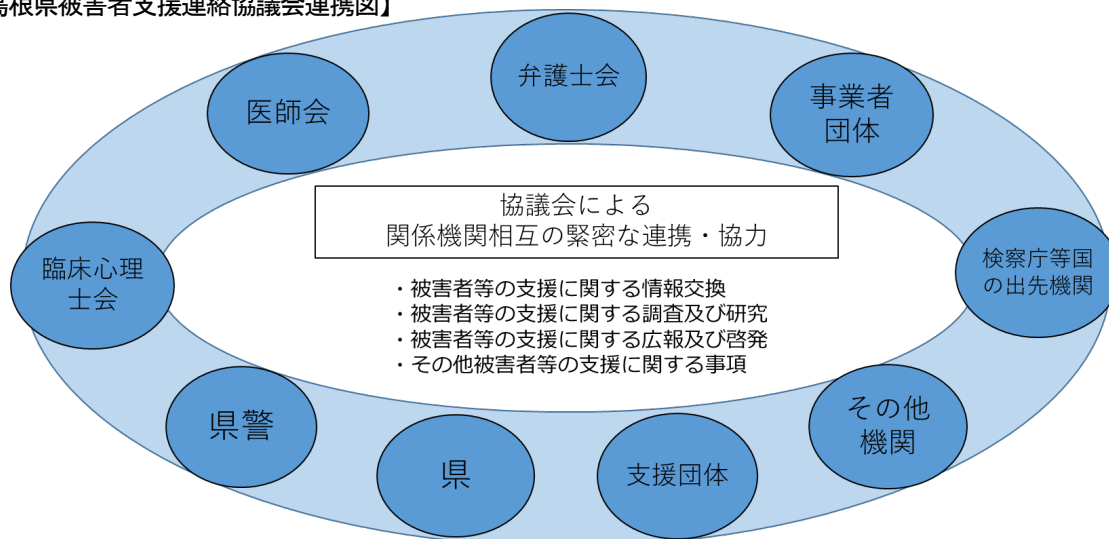 島根県被害者支援連絡協議会連携図】
弁護士会
医師会
事業者
団体
協議会による
関係機関相互の緊密な連携・協力
臨床心理
士会
検察庁等国
の出先機関
・被害者等の支援に関する情報交換
・被害者等の支援に関する調査及び研究
・被害者等の支援に関する広報及び啓発
・その他被害者等の支援に関する事項
県警
その他
機関
県
支援団体